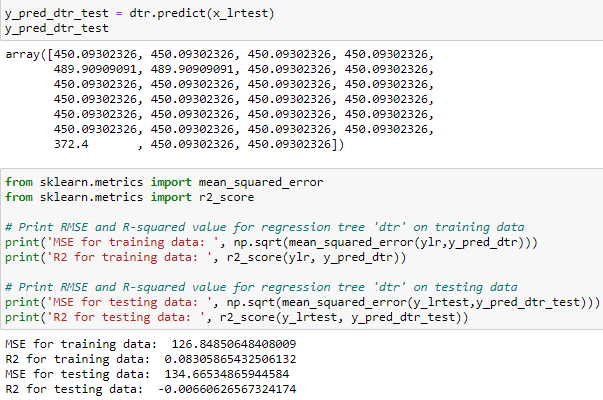 y_pred_dtr_test = dtr.predict(x_lrtest)
y_pred_dtr_test
array([450.09302326, 450.09302326, 450.09302326, 450.09302326,
489.90909091, 489.90909091, 450.09302326, 450.09302326,
450.09302326, 450.09302326, 450.09302326, 450.09302326,
450.09302326, 450.09302326, 450.09302326, 450.09302326,
450.09302326, 450.09302326, 450.09302326, 450.09302326,
450.09302326, 450.09302326, 450.09302326, 450.09302326,
372.4       , 450.09302326, 450.09302326])
from sklearn.metrics import mean_squared_error
from sklearn.metrics import r2_score
# Print RMSE and R-squared value for regression tree 'dtr' on training data
print('MSE for training data: ', np.sqrt(mean_squared_error(ylr,y_pred_dtr)))
print('R2 for training data: ', r2_score(ylr, y_pred_dtr))
# Print RMSE and R-squared value for regression tree 'dtr' on testing data
print('MSE for testing data: ', np.sqrt(mean_squared_error(y_lrtest,y_pred_dtr_test)))
print('R2 for testing data: ', r2_score(y_lrtest, y_pred_dtr_test))
MSE for training data:  126.84850648408009
R2 for training data:  0.08305865432506132
MSE for testing data:  134.66534865944584
R2 for testing data:  -0.00660626567324174